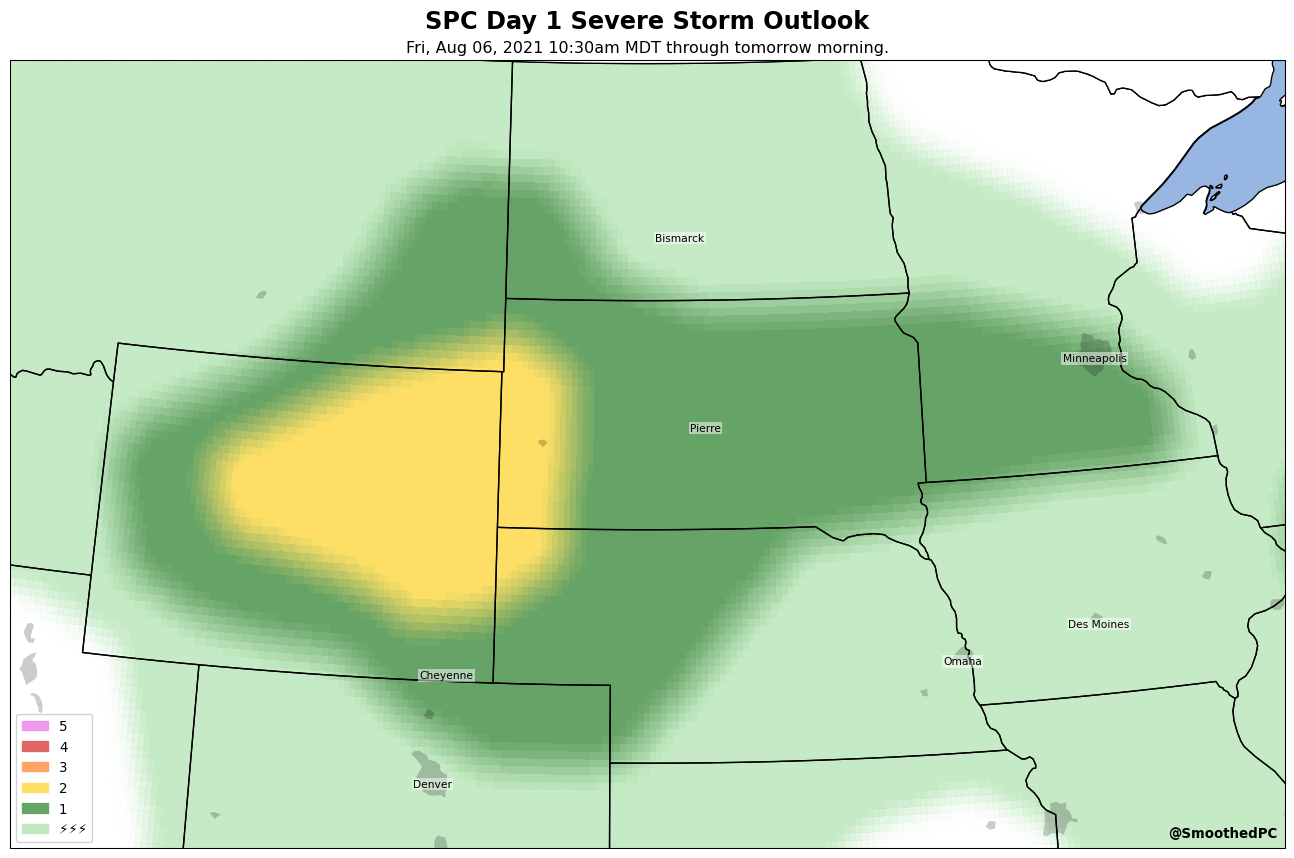 SPC Day 1 Severe Storm Outlook
Fri, Aug 06, 2021 10:30am MDT through tomorrow morning.
Bismarck
Minneapolis
Pierre
Des Moines
Omaha
Cheyenne
Denver
5
4
3
2
1
⚡⚡⚡
@SmoothedPC